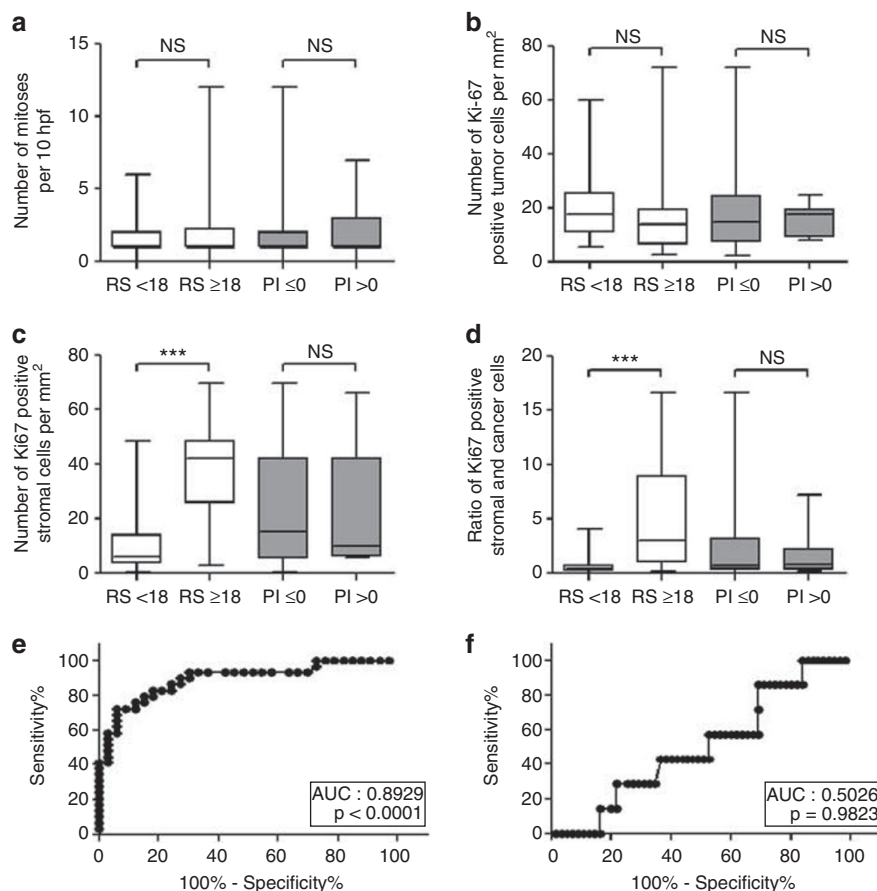 a
Number of mitoses
per 10 hpf
15
10
5
0
NS
NS
RS <18
RS ≥18
PI ≤0
PI >0
b
Number of Ki-67
positive tumor cells per mm²
80
60
40
20
0
NS
NS
RS <18
RS ≥18
PI ≤0
PI >0
c
Number of Ki67 positive
stromal cells per mm²
80
60
40
20
0
***
NS
RS <18
RS ≥18
PI ≤0
PI >0
d
Ratio of Ki67 positive
stromal and cancer cells
20
15
10
5
0
***
NS
RS <18
RS ≥18
PI ≤0
PI >0
e
Sensitivity%
100
80
60
40
20
0
AUC : 0.8929
p < 0.0001
0
20
40
60
80
100
100% - Specificity%
f
Sensitivity%
100
80
60
40
20
0
AUC : 0.5026
p = 0.9823
0
20
40
60
80
100
100% - Specificity%